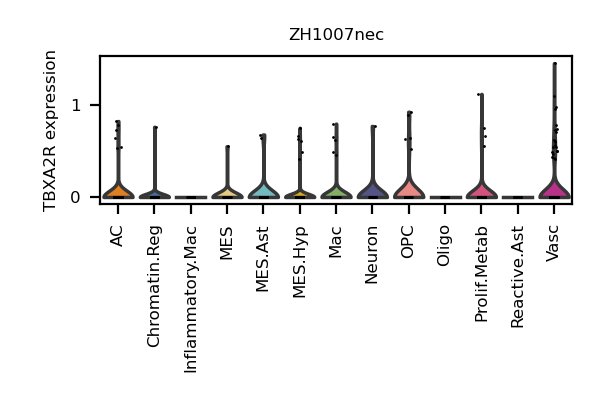 ZH1007nec
TBXA2R expression
1
0
AC
Chromatin.Reg
Inflammatory.Mac
MES
MES.Ast
MES.Hyp
Mac
Neuron
OPC
Oligo
Prolif.Metab
Reactive.Ast
Vasc